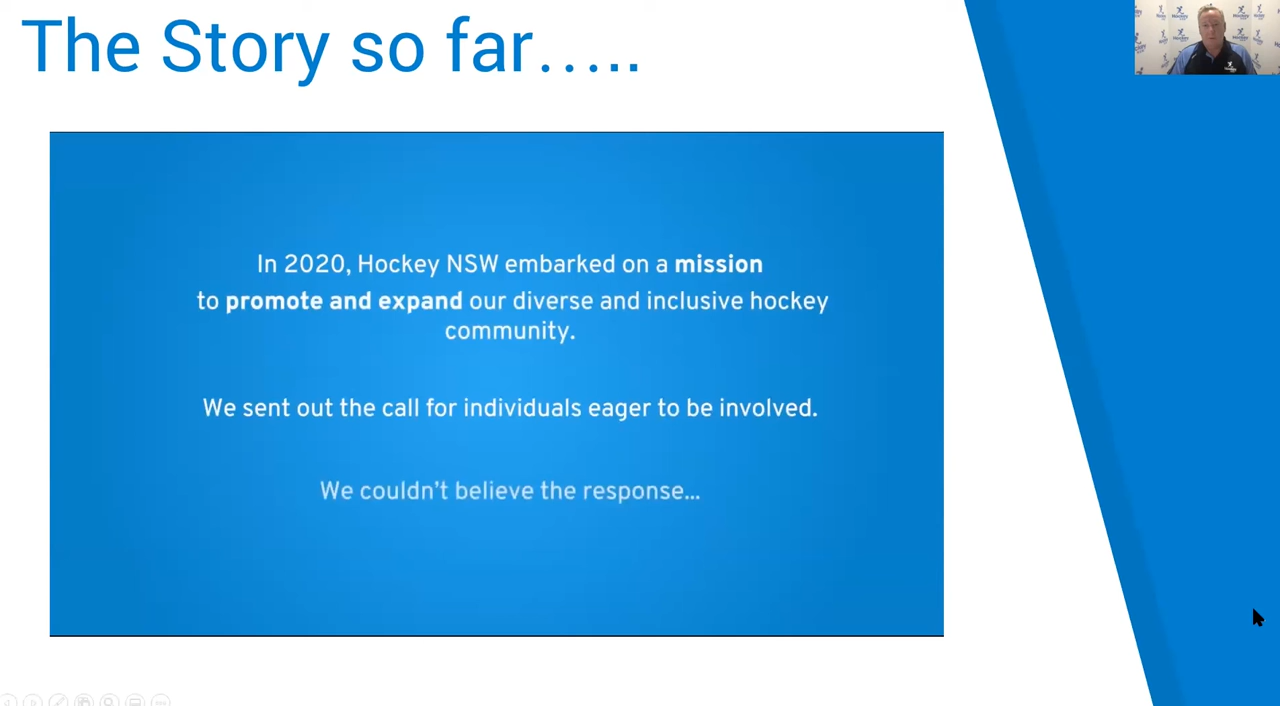 The Story so far.....
In 2020, Hockey NSW embarked on a mission
to promote and expand our diverse and inclusive hockey
community.
We sent out the call for individuals eager to be involved.
We couldn't believe the response...